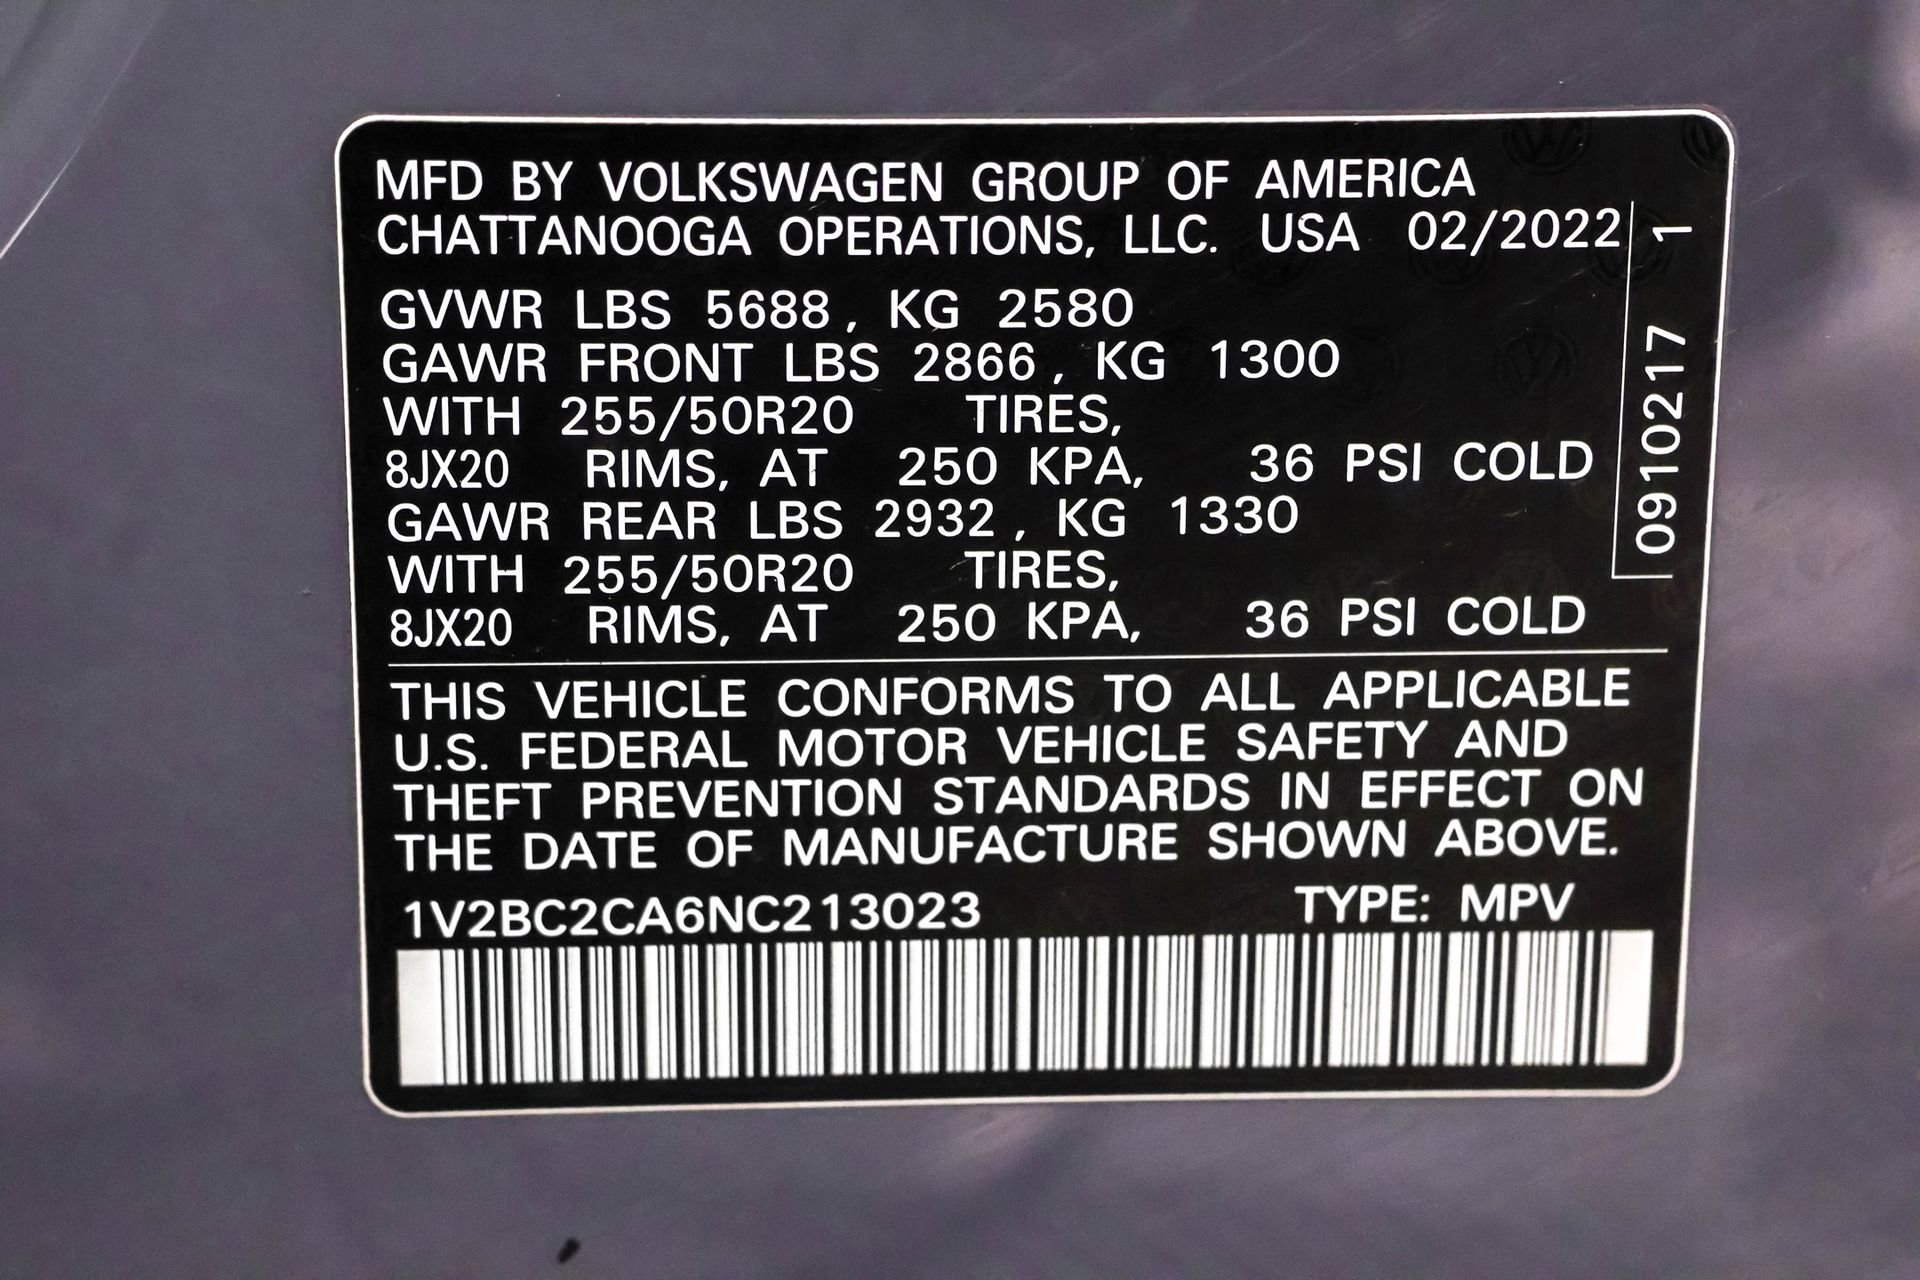 MFD BY VOLKSWAGEN GROUP OF AMERICA
CHATTANOOGA OPERATIONS, LLC. USA 02/2022
GVWR LBS 5688, KG 2580
GAWR FRONT LBS 2866, KG 1300
WITH 255/50R20 TIRES,
8JX20 RIMS, AT 250 KPA, 36 PSI COLD
GAWR REAR LBS 2932, KG 1330
WITH 255/50R20 TIRES,
8JX20 RIMS, AT 250 KPA, 36 PSI COLD
0910217 1
THIS VEHICLE CONFORMS TO ALL APPLICABLE
U.S. FEDERAL MOTOR VEHICLE SAFETY AND
THEFT PREVENTION STANDARDS IN EFFECT ON
THE DATE OF MANUFACTURE SHOWN ABOVE.
1V2BC2CA6NC213023 TYPE: MPV